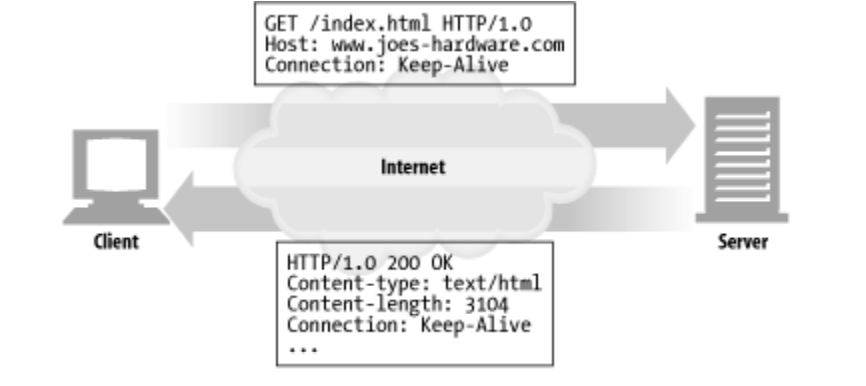 GET /index.html HTTP/1.0
Host: www.joes-hardware.com
Connection: Keep-Alive
Internet
Client
Server
HTTP/1.0 200 OK
Content-type: text/html
Content-length: 3104
Connection: Keep-Alive
...